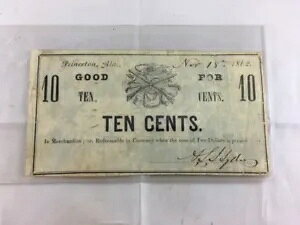 Princeton, Ala., Nov 18th 1862
GOOD FOR
10 TEN CENTS. 10
TEN CENTS.
In Merchandise; or, Redeemable in Currency when the sum of Two Dollars is presented